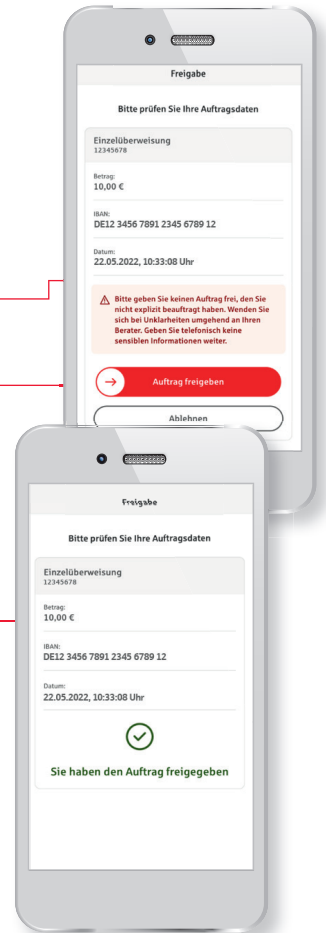 Freigabe
Bitte prüfen Sie Ihre Auftragsdaten
Einzelüberweisung
12345678
Betrag:
10,00 €
IBAN:
DE12 3456 7891 2345 6789 12
Datum:
22.05.2022, 10:33:08 Uhr
Bitte geben Sie keinen Auftrag frei, den Sie
nicht explizit beauftragt haben. Wenden Sie
sich bei Unklarheiten umgehend an Ihren
Berater. Geben Sie telefonisch keine
sensiblen Informationen weiter.
Auftrag freigeben
Ablehnen
Freigabe
Bitte prüfen Sie Ihre Auftragsdaten
Einzelüberweisung
12345678
Betrag:
10,00 €
IBAN:
DE12 3456 7891 2345 6789 12
Datum:
22.05.2022, 10:33:08 Uhr
Sie haben den Auftrag freigegeben